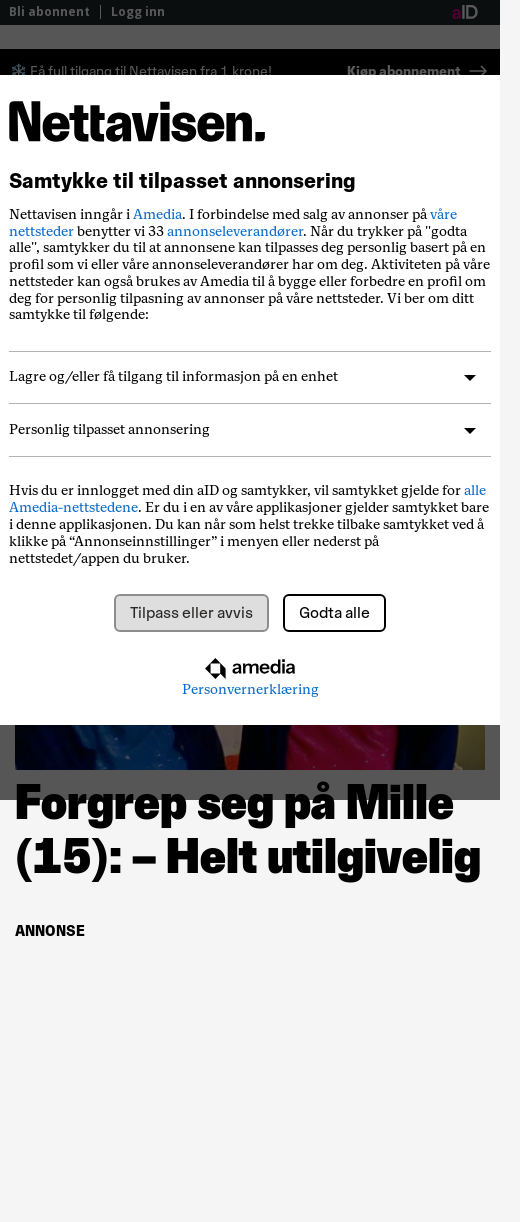 Bli abonnent
Logg inn
aID
Få full tilgang til Nettavisen fra 1 krone!
Kjøp abonnement
Nettavisen.
Samtykke til tilpasset annonsering
Nettavisen inngår i Amedia. I forbindelse med salg av annonser på våre
nettsteder benytter vi 33 annonseleverandører. Når du trykker på "godta
alle", samtykker du til at annonsene kan tilpasses deg personlig basert på en
profil som vi eller våre annonseleverandører har om deg. Aktiviteten på våre
nettsteder kan også brukes av Amedia til å bygge eller forbedre en profil om
deg for personlig tilpasning av annonser på våre nettsteder. Vi ber om ditt
samtykke til følgende:
Lagre og/eller få tilgang til informasjon på en enhet
Personlig tilpasset annonsering
Hvis du er innlogget med din aID og samtykker, vil samtykket gjelde for alle
Amedia-nettstedene. Er du i en av våre applikasjoner gjelder samtykket bare
i denne applikasjonen. Du kan når som helst trekke tilbake samtykket ved å
klikke på “Annonseinnstillinger” i menyen eller nederst på
nettstedet/appen du bruker.
Tilpass eller avvis
Godta alle
amedia
Personvernerklæring
Forgrep seg på Mille
(15): – Helt utilgivelig
ANNONSE